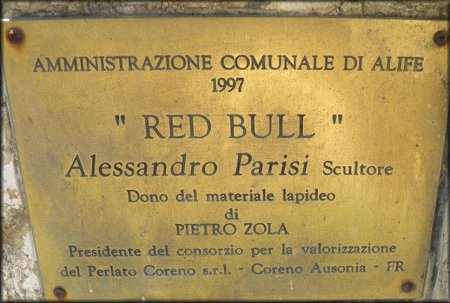 AMMINISTRAZIONE COMUNALE DI ALIFE
1997
" RED BULL "
Alessandro Parisi Scultore
Dono del materiale lapideo
di
PIETRO ZOLA
Presidente del consorzio per la valorizzazione
del Perlato Coreno s.r.l. - Coreno Ausonia - FR